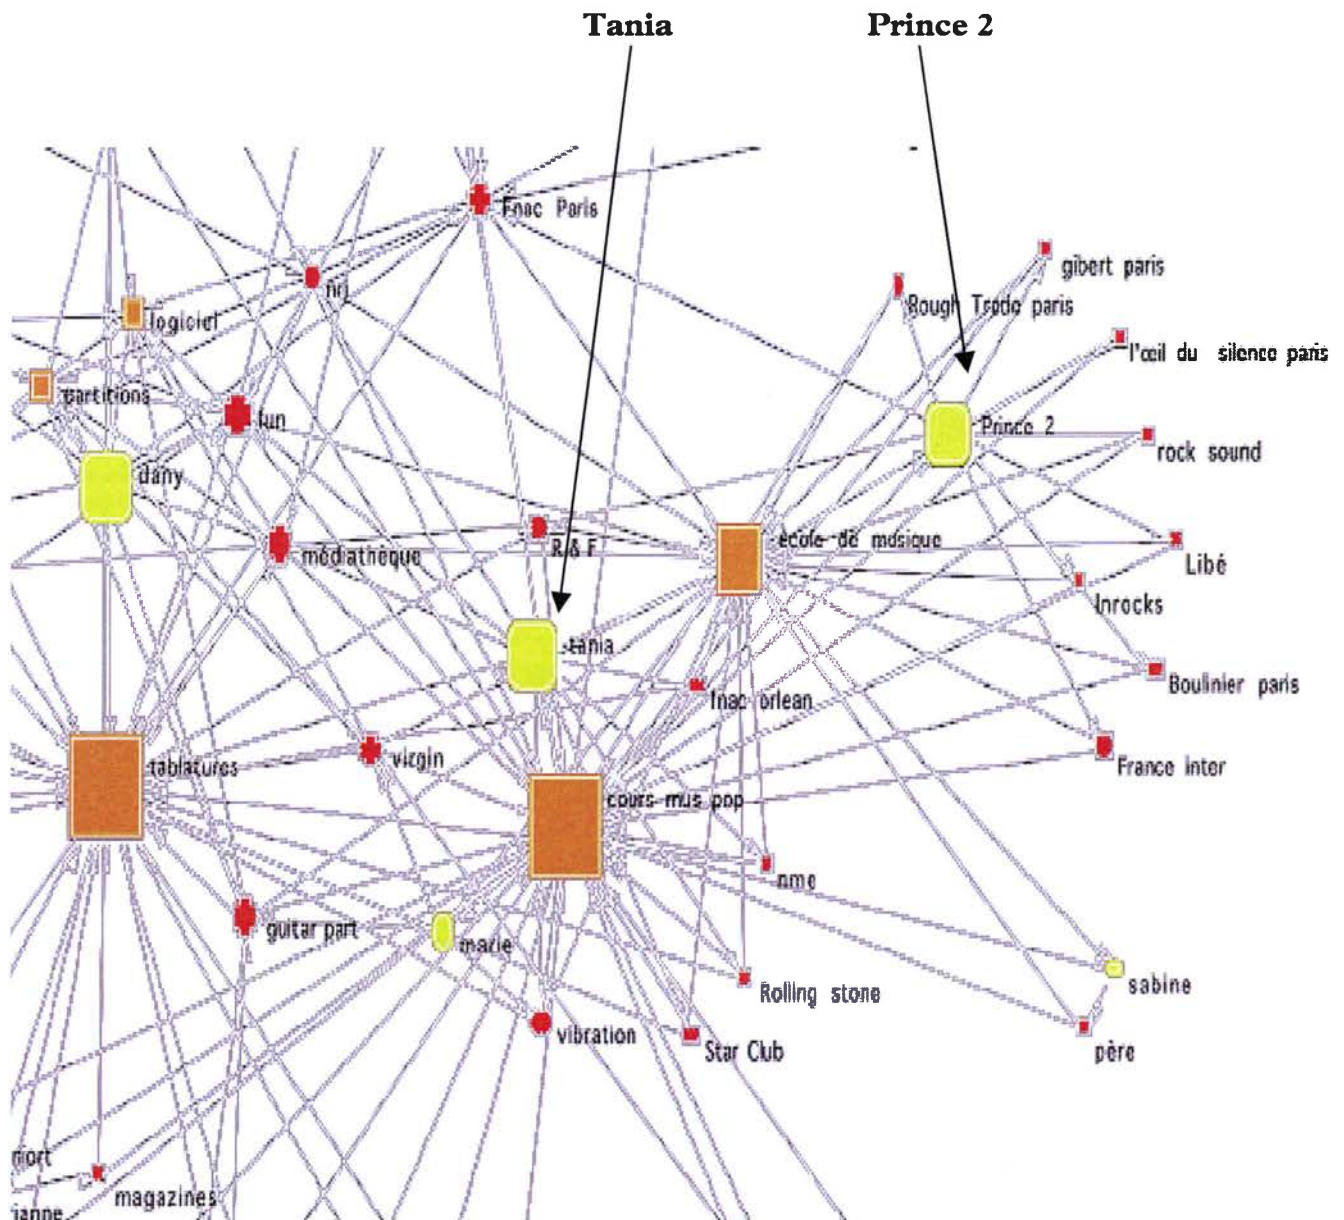 Tania
Prince 2
Fnac Paris
gibert paris
nrj
Rough Trade paris
logiciel
l'œil du silence paris
partitions
fun
Prince 2
rock sound
dany
R & F
école de musique
médiathèque
Libé
Inrocks
tania
fnac orlean
Boulinier paris
virgin
tablatures
France inter
cours mus pop
nme
guitar part
marie
sabine
Rolling stone
vibration
Star Club
père
niort
magazines
ianne